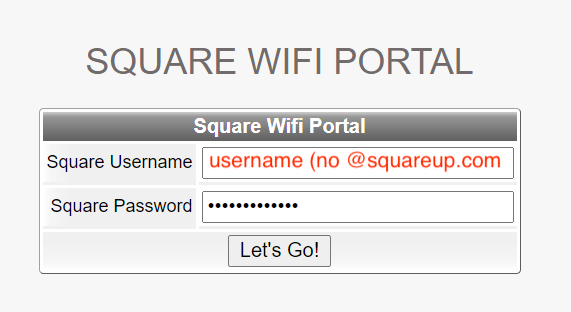 SQUARE WIFI PORTAL
Square Wifi Portal
Square Username username (no @squareup.com
Square Password •••••••••••••
Let's Go!